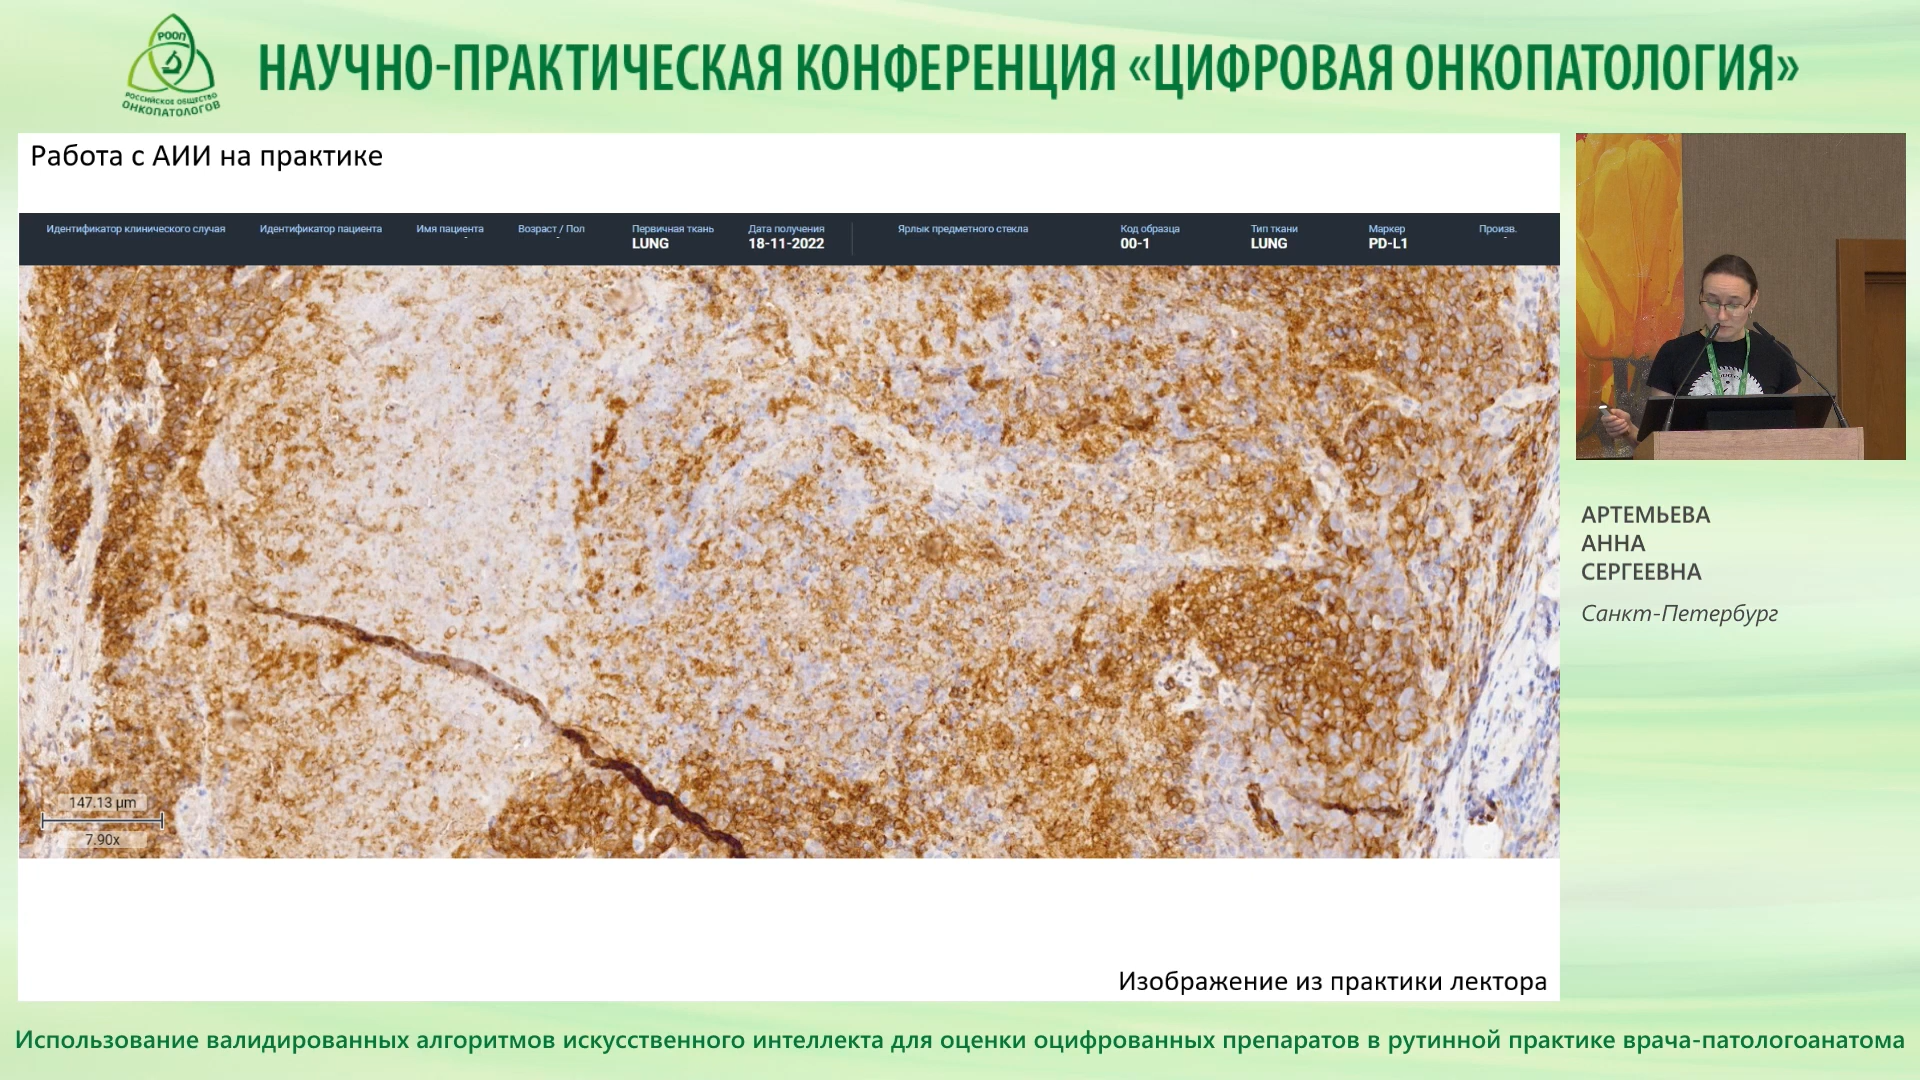 РООП
РОССИЙСКОЕ ОБЩЕСТВО
ОНКОПАТОЛОГОВ
НАУЧНО-ПРАКТИЧЕСКАЯ КОНФЕРЕНЦИЯ «ЦИФРОВАЯ ОНКОПАТОЛОГИЯ»
Работа с АИИ на практике
Идентификатор клинического случая Идентификатор пациента Имя пациента Возраст / Пол Первичная ткань Дата получения Ярлык предметного стекла Код образца Тип ткани Маркер Произв.
- - LUNG 18-11-2022 00-1 LUNG PD-L1 -
147.13 µm
7.90x
Изображение из практики лектора
АРТЕМЬЕВА
АННА
СЕРГЕЕВНА
Санкт-Петербург
Использование валидированных алгоритмов искусственного интеллекта для оценки оцифрованных препаратов в рутинной практике врача-патологоанатома